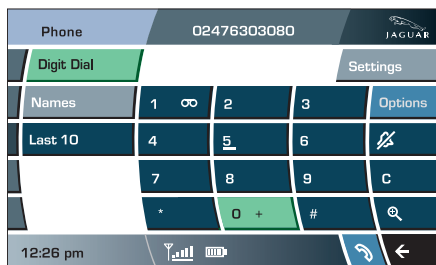 Phone 02476303080 JAGUAR
Digit Dial Settings
Names 1 2 3 Options
Last 10 4 5 6
7 8 9 C
* 0 + #
12:26 pm